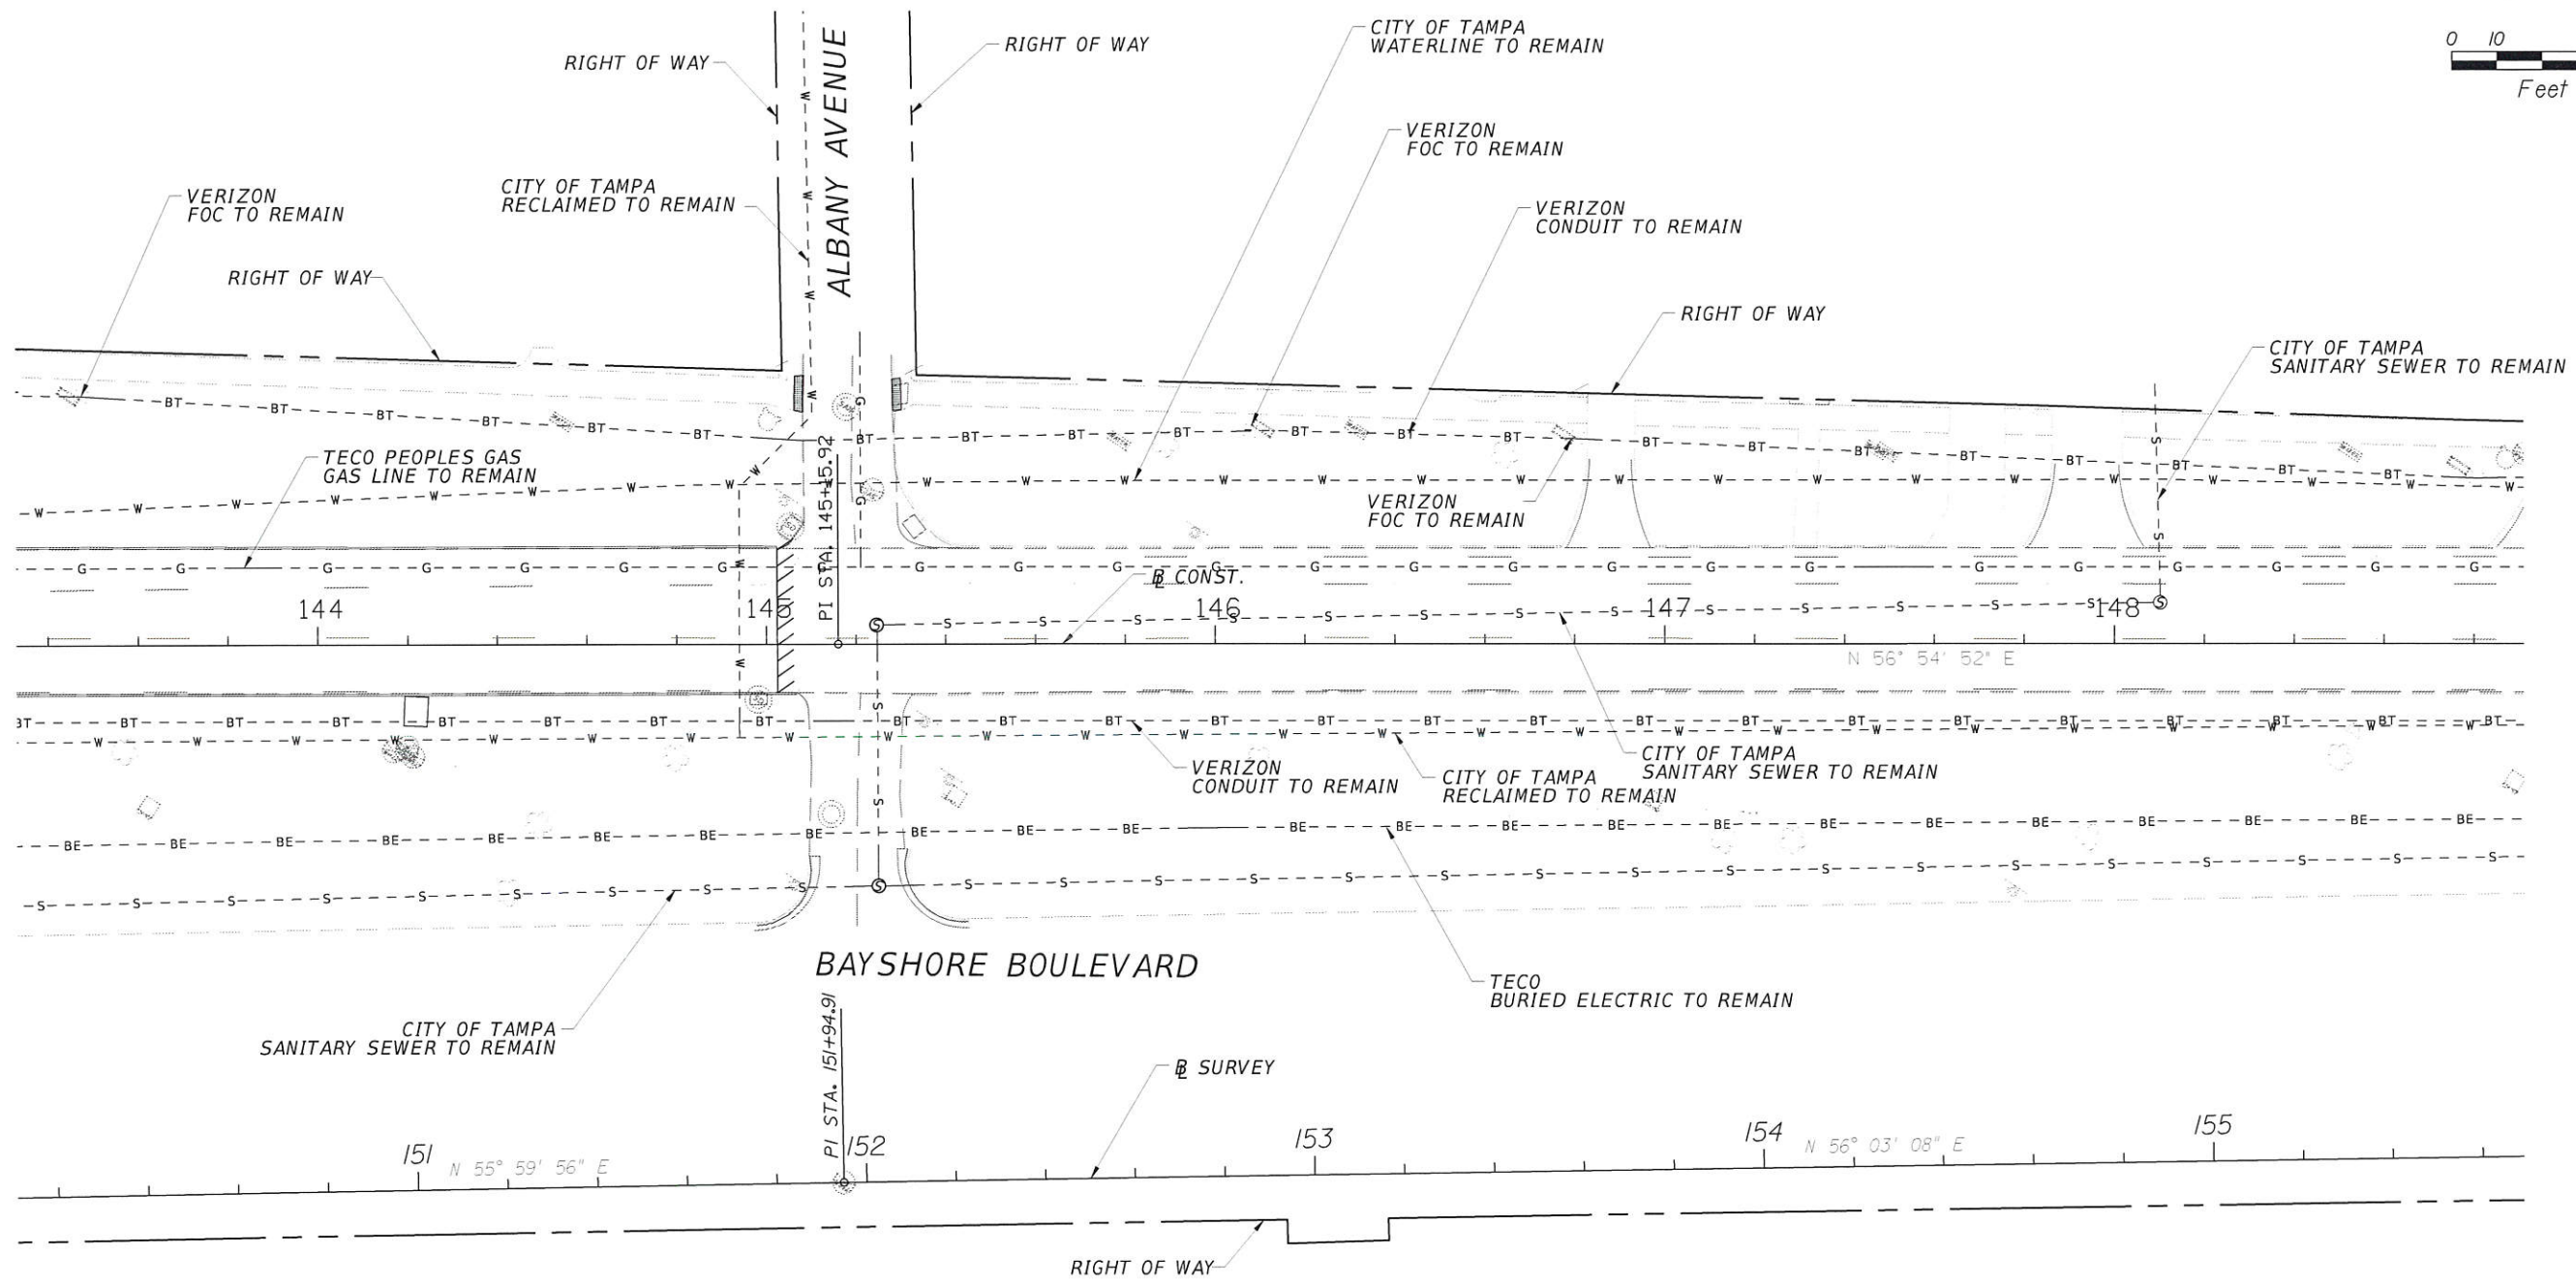 CITY OF TAMPA
WATERLINE TO REMAIN
RIGHT OF WAY
RIGHT OF WAY
ALBANY AVENUE
0 10
Feet
VERIZON
FOC TO REMAIN
VERIZON
FOC TO REMAIN
CITY OF TAMPA
RECLAIMED TO REMAIN
VERIZON
CONDUIT TO REMAIN
RIGHT OF WAY
RIGHT OF WAY
CITY OF TAMPA
SANITARY SEWER TO REMAIN
TECO PEOPLES GAS
GAS LINE TO REMAIN
VERIZON
FOC TO REMAIN
PI STA. 145+15.92
℄ CONST.
144
145
146
147
148
N 56° 54' 52" E
VERIZON
CONDUIT TO REMAIN
CITY OF TAMPA
RECLAIMED TO REMAIN
CITY OF TAMPA
SANITARY SEWER TO REMAIN
BAYSHORE BOULEVARD
TECO
BURIED ELECTRIC TO REMAIN
CITY OF TAMPA
SANITARY SEWER TO REMAIN
PI STA. 151+94.91
BL SURVEY
151
N 55° 59' 56" E
152
153
154
N 56° 03' 08" E
155
RIGHT OF WAY